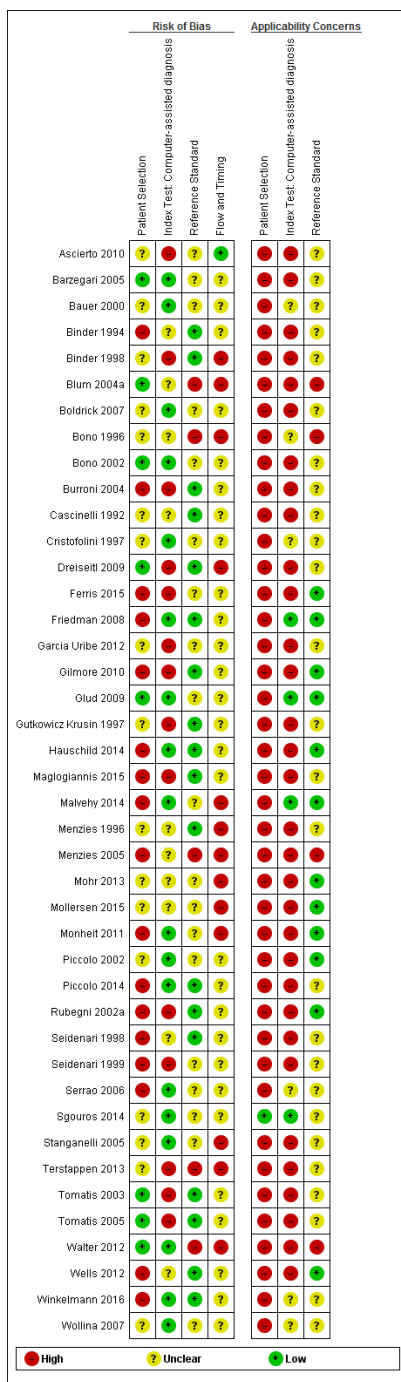 Risk of Bias
Applicability Concerns
Patient Selection
Index Test: Computer-assisted diagnosis
Reference Standard
Flow and Timing
Patient Selection
Index Test: Computer-assisted diagnosis
Reference Standard
Ascierto 2010 ? - ? + - - ?
Barzegari 2005 + + ? ? - - ?
Bauer 2000 ? + ? ? - ? ?
Binder 1994 - ? + ? - - ?
Binder 1998 ? - + - - - ?
Blum 2004a + ? - - - - -
Boldrick 2007 ? + ? ? - - ?
Bono 1996 ? ? - - - ? -
Bono 2002 + + ? ? - - ?
Burroni 2004 - - + ? - - ?
Cascinelli 1992 ? ? + ? - - ?
Cristofolini 1997 ? + ? ? - ? ?
Dreiseitl 2009 + - + - - - ?
Ferris 2015 - - ? ? - - +
Friedman 2008 - + + ? - + +
Garcia Uribe 2012 ? - ? ? - - ?
Gilmore 2010 - - + ? - - +
Glud 2009 + + ? ? - + +
Gutkowicz Krusin 1997 ? - + ? - - ?
Hauschild 2014 - + + ? - - +
Maglogiannis 2015 - - + ? - - ?
Malvehy 2014 - + ? - - + +
Menzies 1996 ? ? + - - - ?
Menzies 2005 - ? - - - - -
Mohr 2013 ? ? ? - - - +
Mollersen 2015 ? ? ? - - - +
Monheit 2011 - + ? - - - +
Piccolo 2002 ? + ? ? - - +
Piccolo 2014 - + + ? - - ?
Rubegni 2002a - - + ? - - +
Seidenari 1998 - ? + ? - - ?
Seidenari 1999 - - ? ? - - ?
Serrao 2006 - + ? ? - ? ?
Sgouros 2014 ? + ? ? + + ?
Stanganelli 2005 ? + ? - - - ?
Terstappen 2013 ? - - - - - ?
Tomatis 2003 + - + ? - - ?
Tomatis 2005 + - + ? - - ?
Walter 2012 + + - - - - -
Wells 2012 - ? + ? - - +
Winkelmann 2016 - + + ? - ? ?
Wollina 2007 ? + ? ? - ? ?
- High ? Unclear + Low